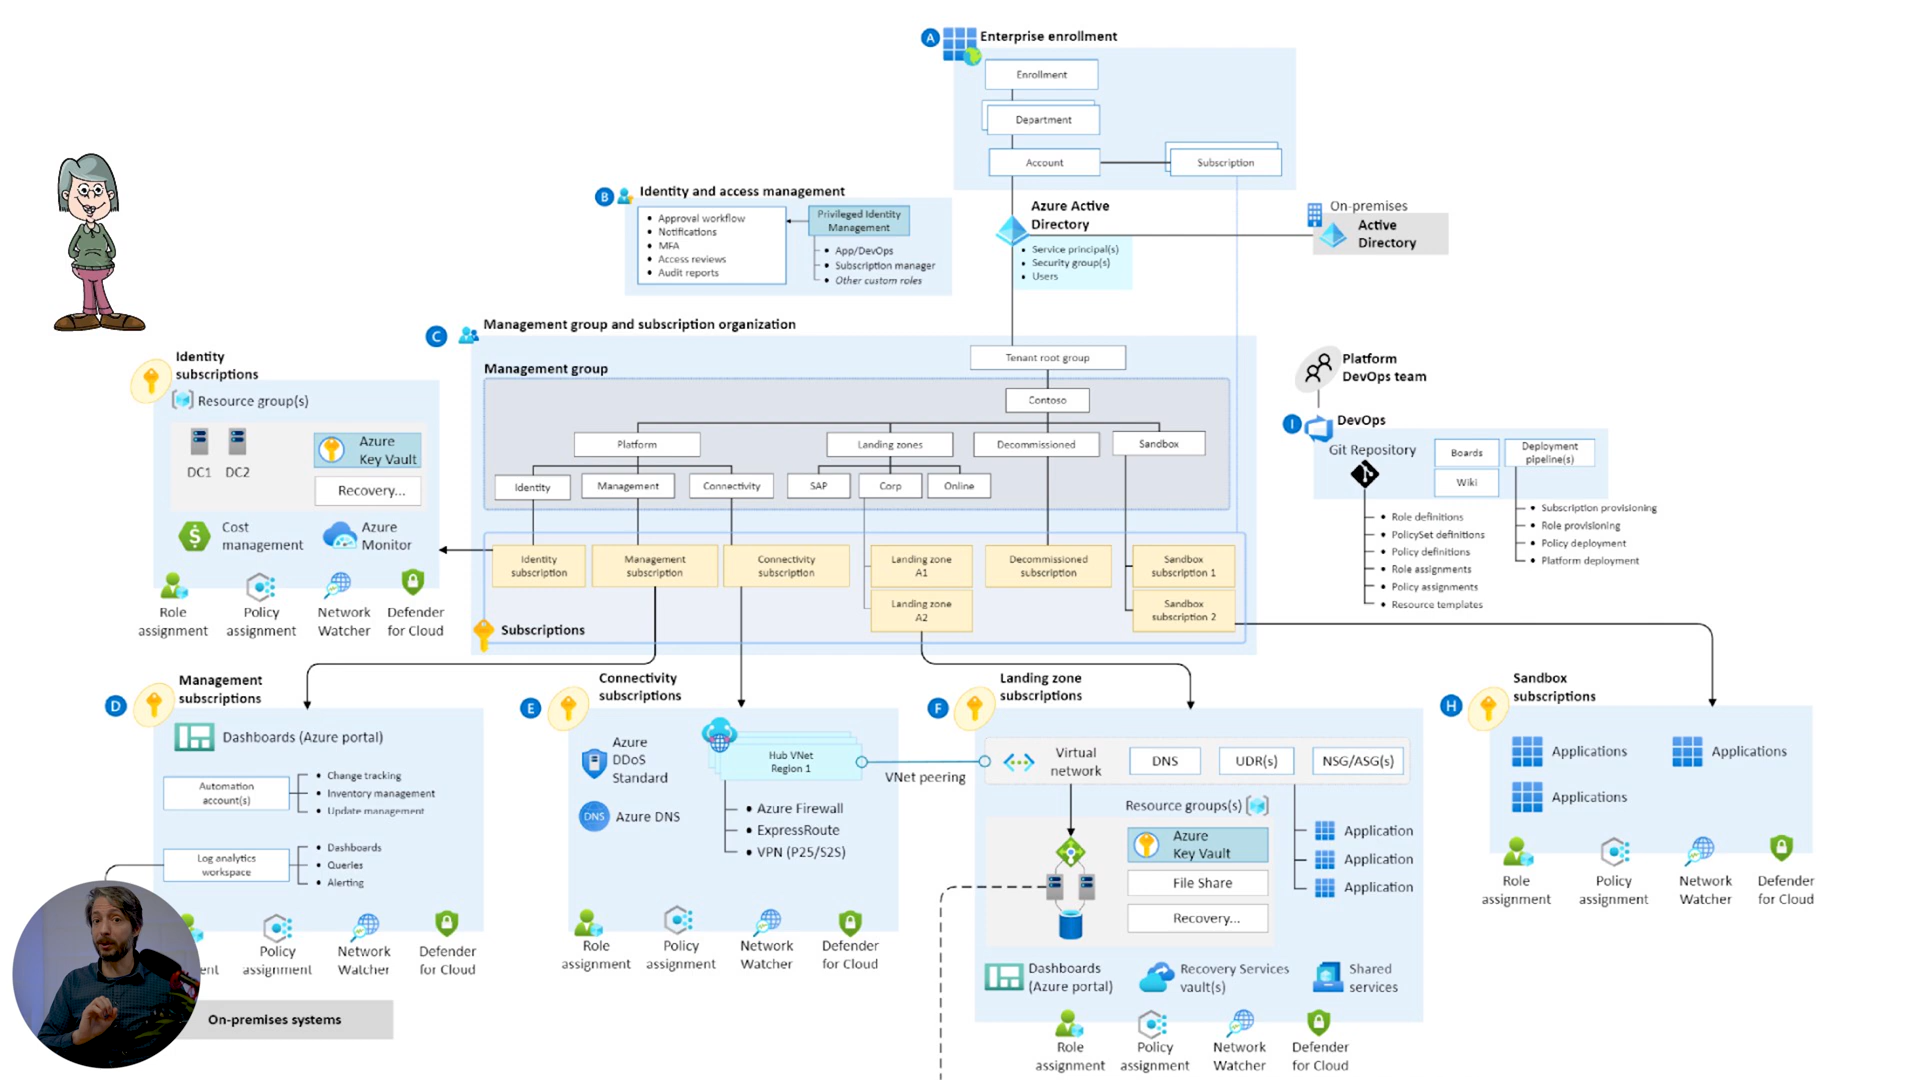 A
Enterprise enrollment
Enrollment
Department
Account
Subscription
B
Identity and access management
• Approval workflow
• Notifications
• MFA
• Access reviews
• Audit reports
Privileged Identity
Management
• App/DevOps
• Subscription manager
• Other custom roles
Azure Active
Directory
• Service principal(s)
• Security group(s)
• Users
On-premises
Active
Directory
C
Management group and subscription organization
Management group
Tenant root group
Contoso
Platform
Landing zones
Decommissioned
Sandbox
Identity
Management
Connectivity
SAP
Corp
Online
Identity
subscription
Management
subscription
Connectivity
subscription
Landing zone
A1
Landing zone
A2
Decommissioned
subscription
Sandbox
subscription 1
Sandbox
subscription 2
Subscriptions
Identity
subscriptions
Resource group(s)
DC1
DC2
Azure
Key Vault
Recovery...
Cost
management
Azure
Monitor
Role
assignment
Policy
assignment
Network
Watcher
Defender
for Cloud
Platform
DevOps team
I
DevOps
Git Repository
Boards
Wiki
Deployment
pipeline(s)
• Role definitions
• PolicySet definitions
• Policy definitions
• Role assignments
• Policy assignments
• Resource templates
• Subscription provisioning
• Role provisioning
• Policy deployment
• Platform deployment
D
Management
subscriptions
Dashboards (Azure portal)
Automation
account(s)
• Change tracking
• Inventory management
• Update management
Log analytics
workspace
• Dashboards
• Queries
• Alerting
ent
Policy
assignment
Network
Watcher
Defender
for Cloud
On-premises systems
E
Connectivity
subscriptions
Azure
DDoS
Standard
DNS
Azure DNS
Hub VNet
Region 1
• Azure Firewall
• ExpressRoute
• VPN (P25/S2S)
VNet peering
Role
assignment
Policy
assignment
Network
Watcher
Defender
for Cloud
F
Landing zone
subscriptions
Virtual
network
DNS
UDR(s)
NSG/ASG(s)
Resource groups(s)
Azure
Key Vault
File Share
Recovery...
Application
Application
Application
Dashboards
(Azure portal)
Recovery Services
vault(s)
Shared
services
Role
assignment
Policy
assignment
Network
Watcher
Defender
for Cloud
H
Sandbox
subscriptions
Applications
Applications
Applications
Role
assignment
Policy
assignment
Network
Watcher
Defender
for Cloud